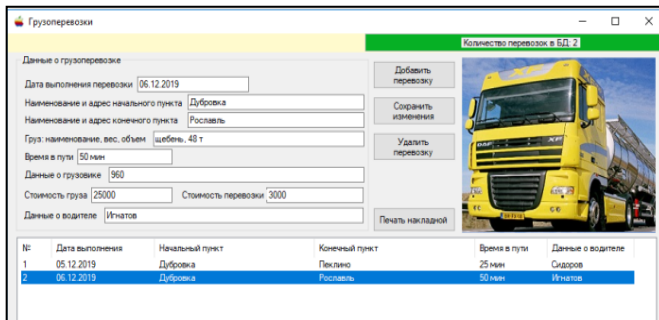 Грузоперевозки
Количество перевозок в БД: 2
Данные о грузоперевозке
Дата выполнения перевозки 06.12.2019
Наименование и адрес начального пункта Дубровка
Наименование и адрес конечного пункта Рославль
Груз: наименование, вес, объем щебень, 48 т
Время в пути 50 мин
Данные о грузовике 960
Стоимость груза 25000 Стоимость перевозки 3000
Данные о водителе Игнатов
Добавить
перевозку
Сохранить
изменения
Удалить
перевозку
Печать накладной
XF
DAF XF
№ Дата выполнения Начальный пункт Конечный пункт Время в пути Данные о водителе
1 05.12.2019 Дубровка Пеклино 25 мин Сидоров
2 06.12.2019 Дубровка Рославль 50 мин Игнатов